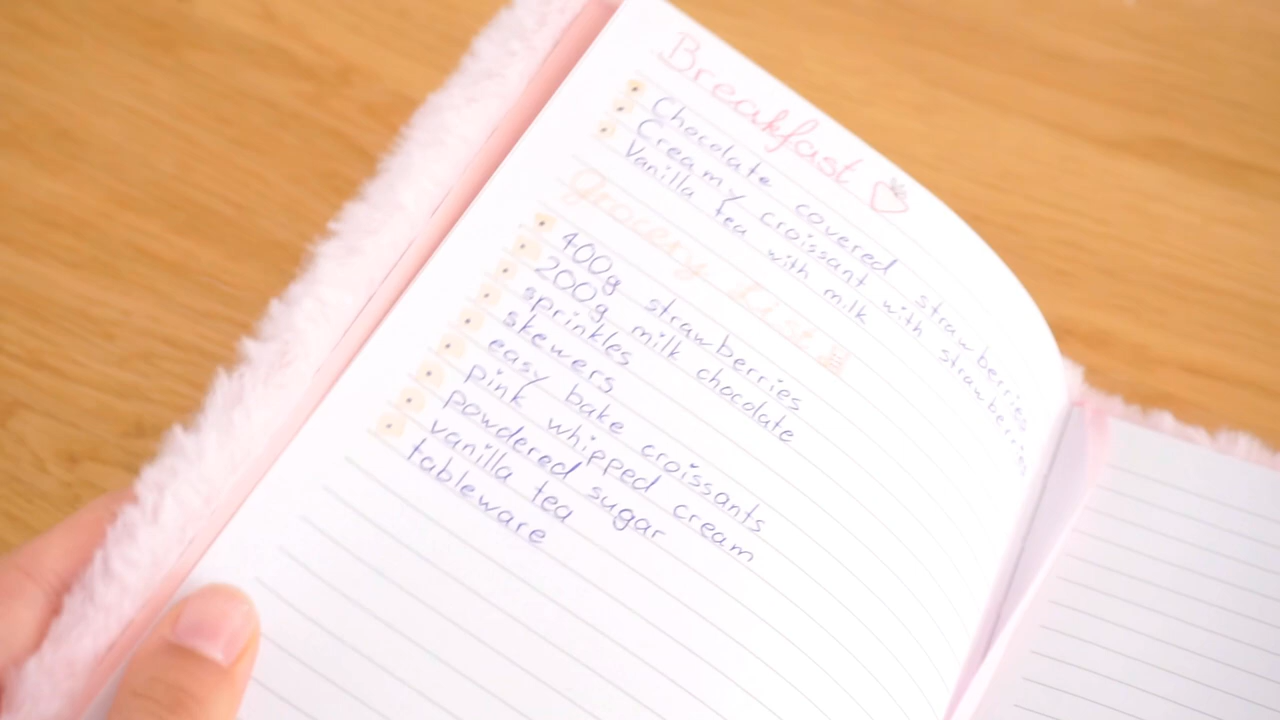 Breakfast
Chocolate covered strawberries
Creamy croissant with strawberries
Vanilla tea with milk
Grocery List
400g strawberries
200g milk chocolate
sprinkles
skewers
easy bake croissants
pink whipped cream
powdered sugar
vanilla tea
tableware